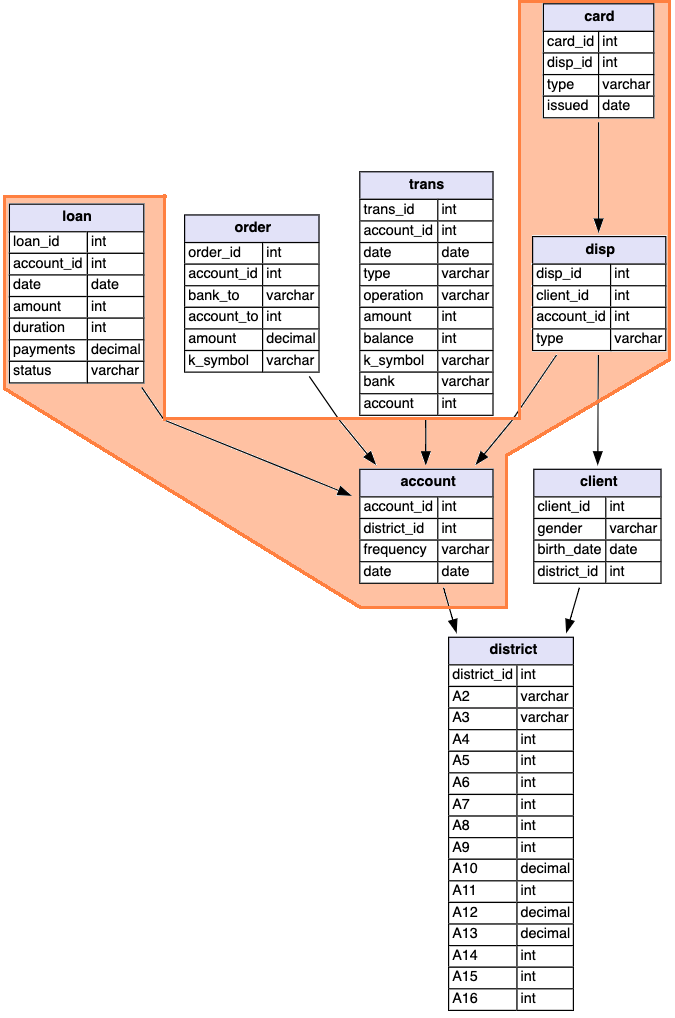 card
card_id int
disp_id int
type varchar
issued date
trans
trans_id int
account_id int
date date
type varchar
operation varchar
amount int
balance int
k_symbol varchar
bank varchar
account int
loan
loan_id int
account_id int
date date
amount int
duration int
payments decimal
status varchar
order
order_id int
account_id int
bank_to varchar
account_to int
amount decimal
k_symbol varchar
disp
disp_id int
client_id int
account_id int
type varchar
account
account_id int
district_id int
frequency varchar
date date
client
client_id int
gender varchar
birth_date date
district_id int
district
district_id int
A2 varchar
A3 varchar
A4 int
A5 int
A6 int
A7 int
A8 int
A9 int
A10 decimal
A11 int
A12 decimal
A13 decimal
A14 int
A15 int
A16 int